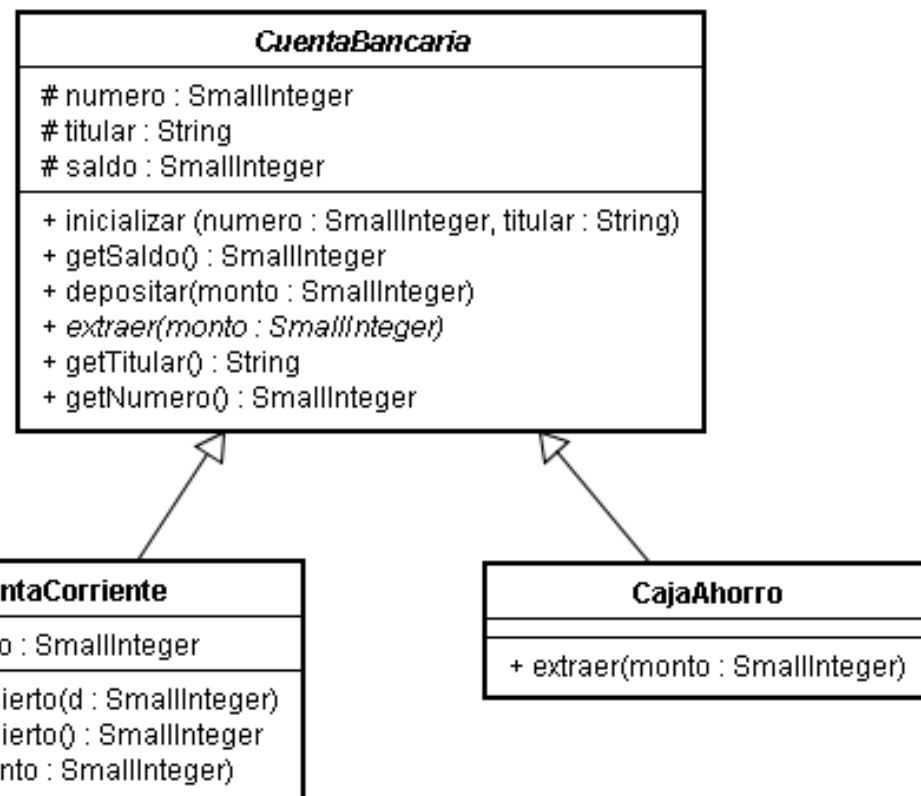 CuentaBancaria
# numero : SmallInteger
# titular : String
# saldo : SmallInteger
+ inicializar (numero : SmallInteger, titular : String)
+ getSaldo() : SmallInteger
+ depositar(monto : SmallInteger)
+ extraer(monto : SmallInteger)
+ getTitular() : String
+ getNumero() : SmallInteger
ntaCorriente
o : SmallInteger
ierto(d : SmallInteger)
ierto() : SmallInteger
nto : SmallInteger)
CajaAhorro
+ extraer(monto : SmallInteger)